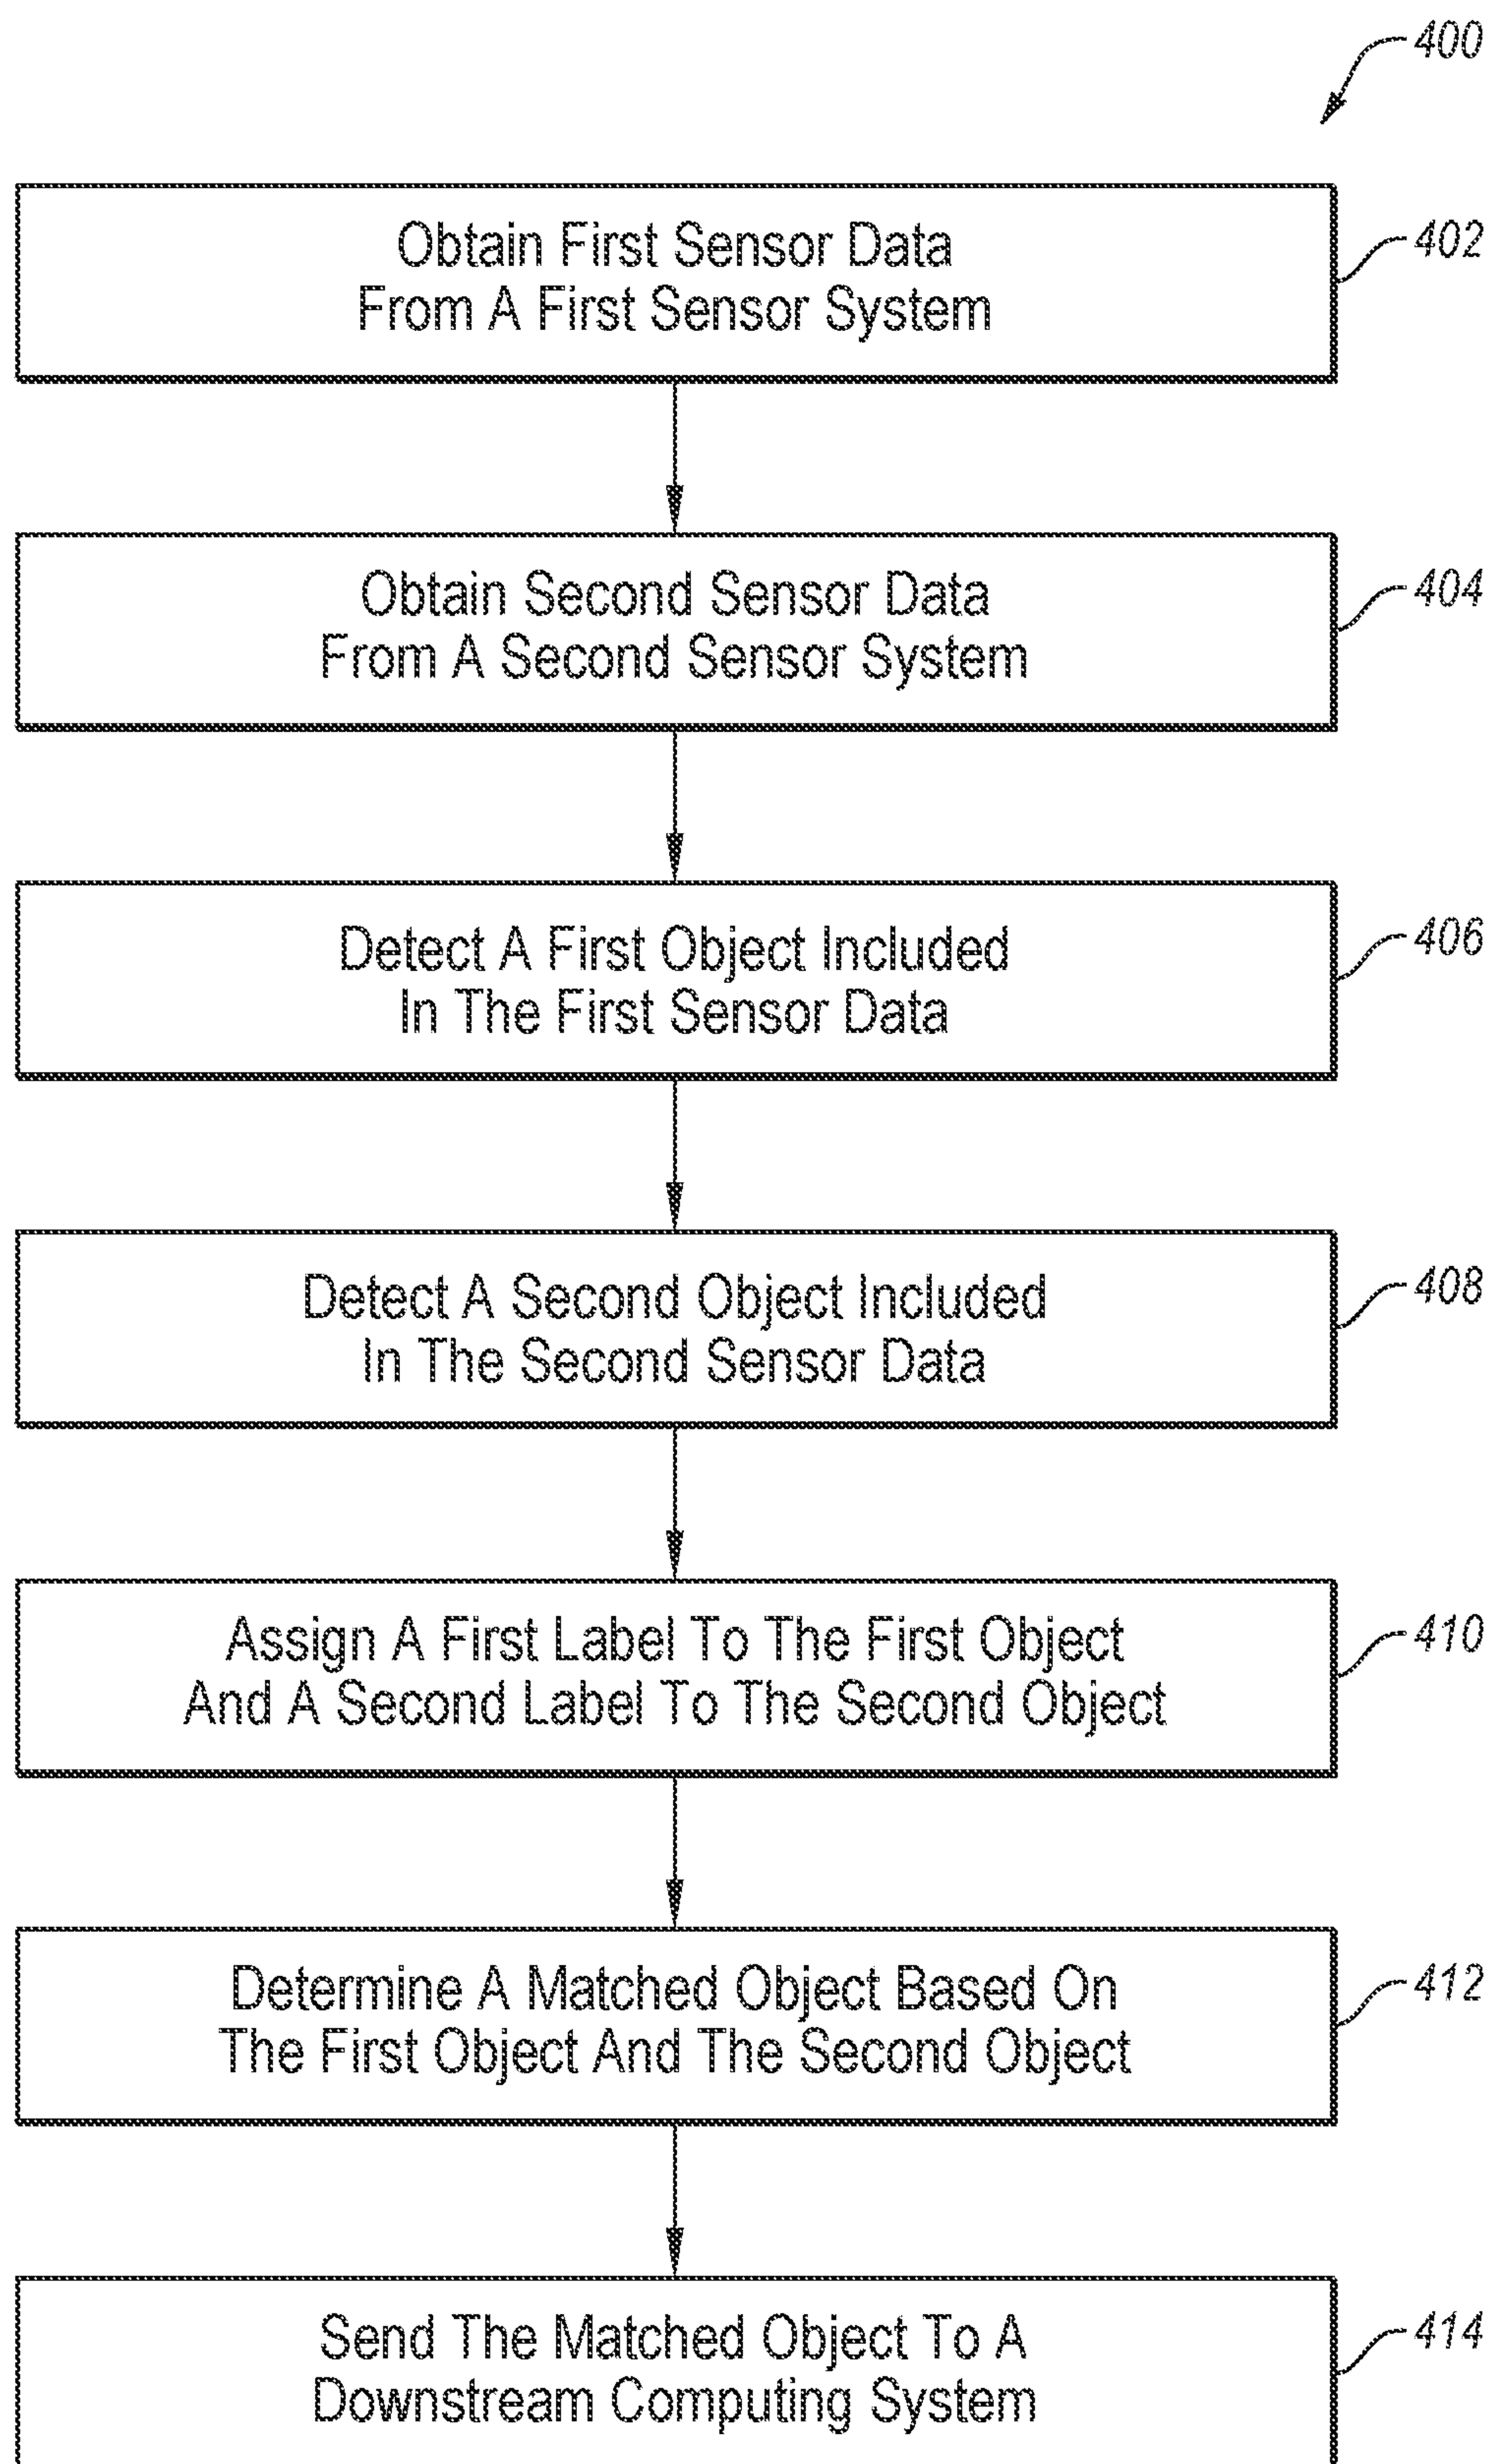 400
Obtain First Sensor Data
From A First Sensor System
402
Obtain Second Sensor Data
From A Second Sensor System
404
Detect A First Object Included
In The First Sensor Data
406
Detect A Second Object Included
In The Second Sensor Data
408
Assign A First Label To The First Object
And A Second Label To The Second Object
410
Determine A Matched Object Based On
The First Object And The Second Object
412
Send The Matched Object To A
Downstream Computing System
414